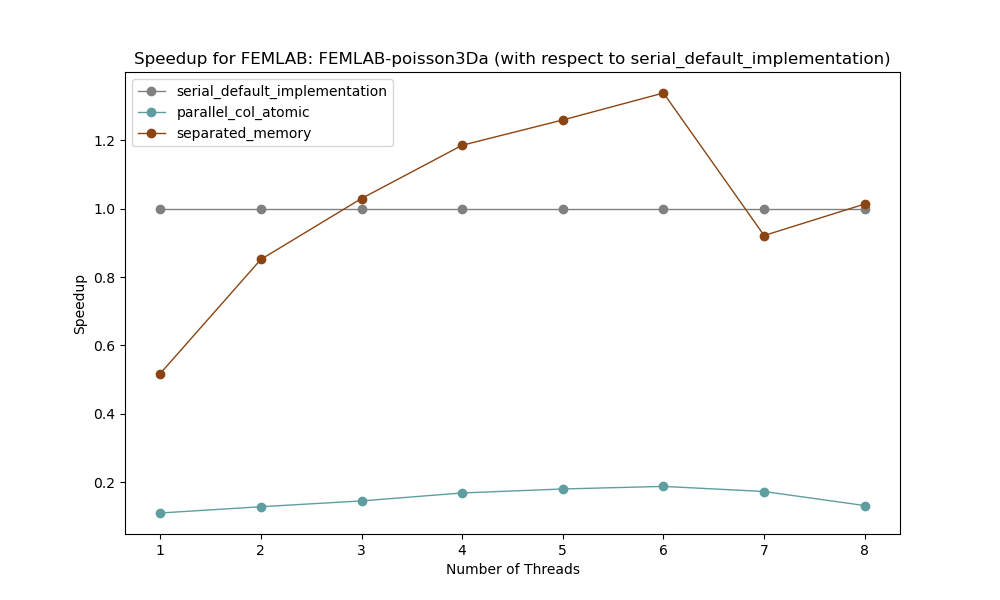 Speedup for FEMLAB: FEMLAB-poisson3Da (with respect to serial_default_implementation)
serial_default_implementation
parallel_col_atomic
separated_memory
1.2
1.0
0.8
0.6
0.4
0.2
Speedup
1 2 3 4 5 6 7 8
Number of Threads